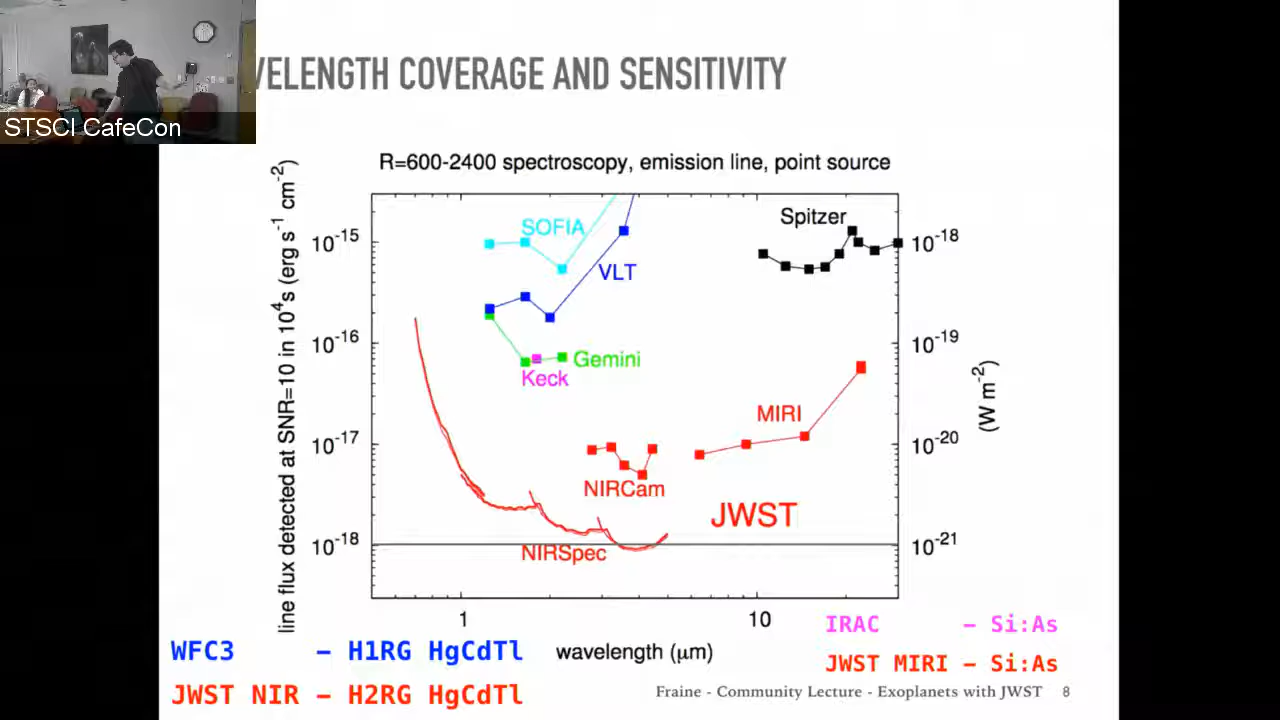 VELENGTH COVERAGE AND SENSITIVITY
STSCI CafeCon
R=600-2400 spectroscopy, emission line, point source
line flux detected at SNR=10 in 10⁴s (erg s⁻¹ cm⁻²)
10⁻¹⁵
10⁻¹⁶
10⁻¹⁷
10⁻¹⁸
SOFIA
VLT
Spitzer
Gemini
Keck
MIRI
NIRCam
JWST
NIRSpec
10⁻¹⁸
10⁻¹⁹
10⁻²⁰
10⁻²¹
(W m⁻²)
1
10
wavelength (μm)
WFC3 – H1RG HgCdTl
JWST NIR – H2RG HgCdTl
IRAC – Si:As
JWST MIRI – Si:As
Fraine - Community Lecture - Exoplanets with JWST 8